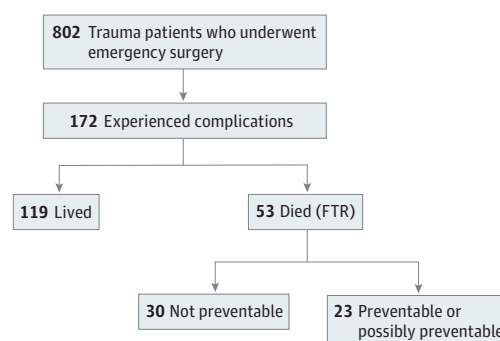 802 Trauma patients who underwent
emergency surgery
172 Experienced complications
119 Lived
53 Died (FTR)
30 Not preventable
23 Preventable or
possibly preventable